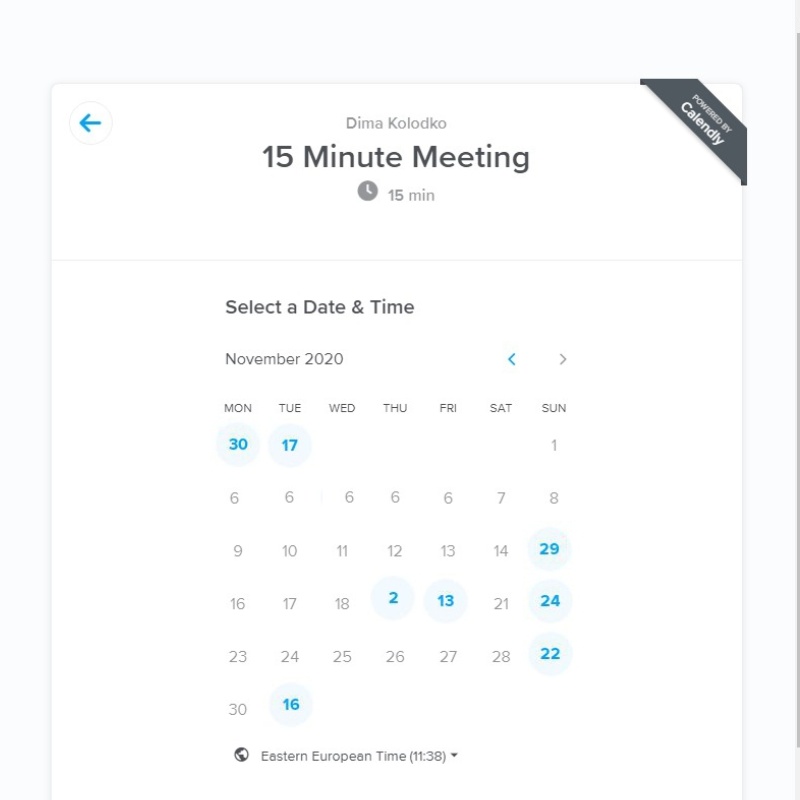 POWERED BY
Calendly
Dima Kolodko
15 Minute Meeting
15 min
Select a Date & Time
November 2020
MON TUE WED THU FRI SAT SUN
30 17 1
6 6 6 6 6 7 8
9 10 11 12 13 14 29
16 17 18 2 13 21 24
23 24 25 26 27 28 22
30 16
Eastern European Time (11:38)